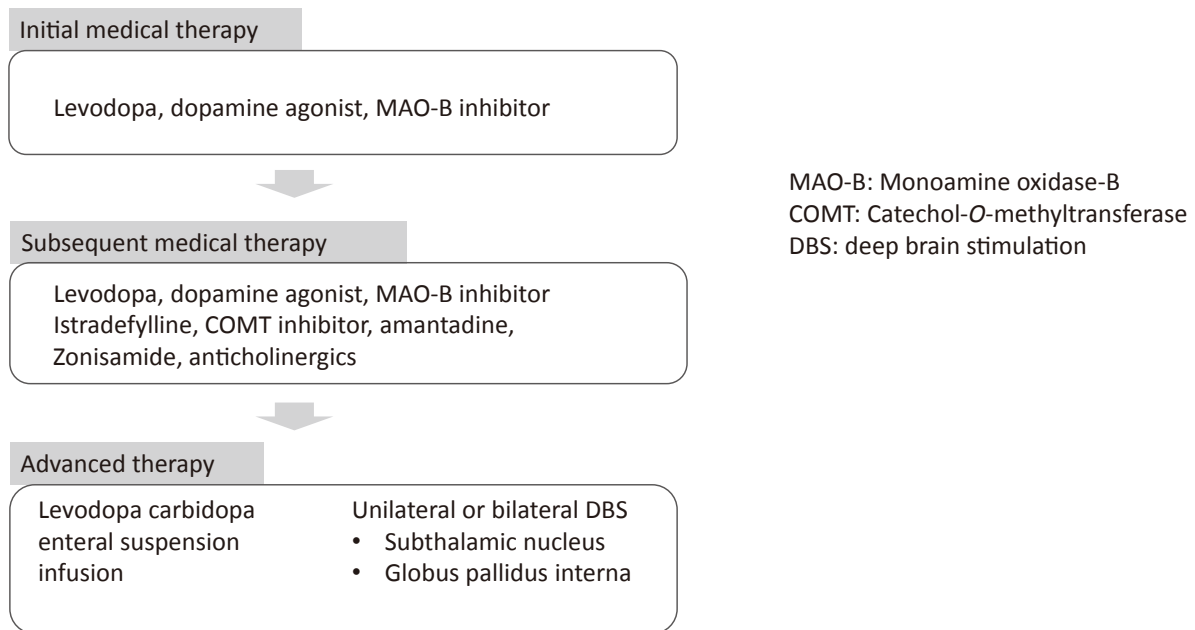 Initial medical therapy
Levodopa, dopamine agonist, MAO-B inhibitor
MAO-B: Monoamine oxidase-B
COMT: Catechol-O-methyltransferase
DBS: deep brain stimulation
Subsequent medical therapy
Levodopa, dopamine agonist, MAO-B inhibitor
Istradefylline, COMT inhibitor, amantadine,
Zonisamide, anticholinergics
Advanced therapy
Levodopa carbidopa
enteral suspension
infusion
Unilateral or bilateral DBS
• Subthalamic nucleus
• Globus pallidus interna